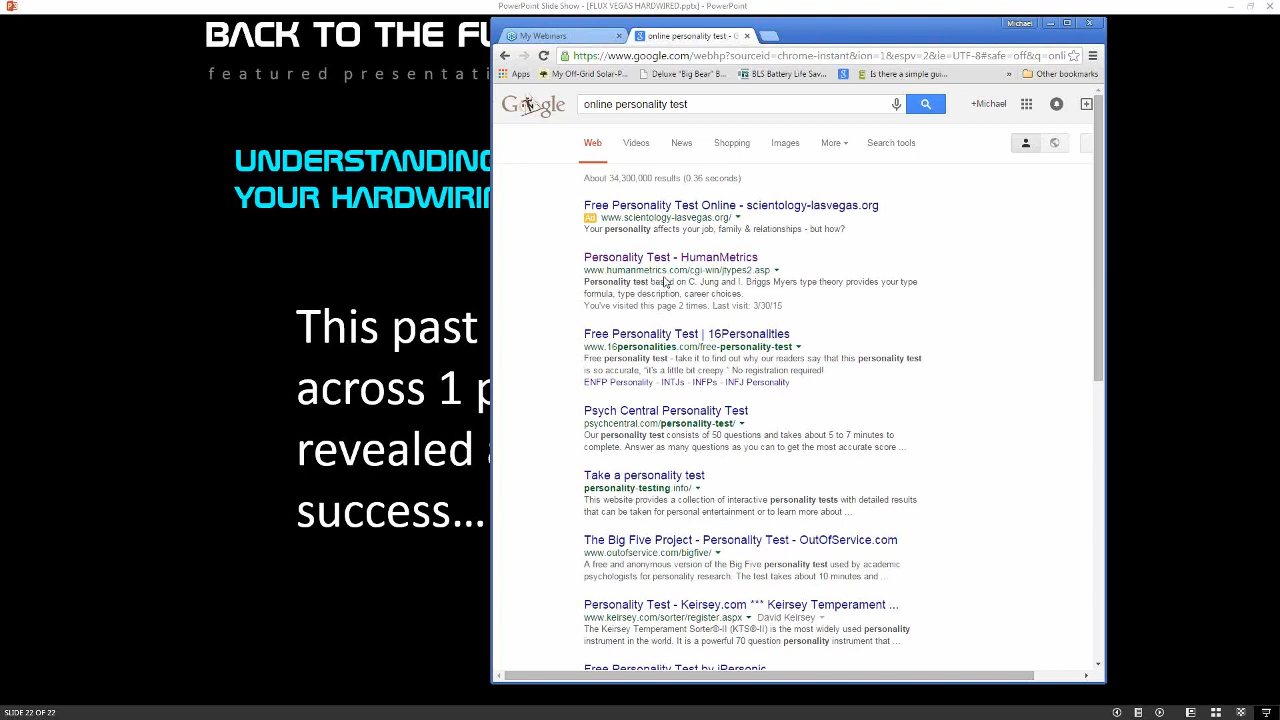 PowerPoint Slide Show - [FLUX VEGAS HARDWIRED.pptx] - PowerPoint
BACK TO THE FL
featured presentati
UNDERSTANDING
YOUR HARDWIRIN
This past
across 1 p
revealed a
success...
Michael
My Webinars
online personality test - G
https://www.google.com/webhp?sourceid=chrome-instant&ion=1&espv=2&ie=UTF-8#safe=off&q=onli
Apps
My Off-Grid Solar-P...
Deluxe "Big Bear" B...
BLS Battery Life Sav...
Is there a simple gui...
»
Other bookmarks
Google
online personality test
+Michael
Web Videos News Shopping Images More Search tools
About 34,300,000 results (0.36 seconds)
Free Personality Test Online - scientology-lasvegas.org
Ad www.scientology-lasvegas.org/
Your personality affects your job, family & relationships - but how?
Personality Test - HumanMetrics
www.humanmetrics.com/cgi-win/jtypes2.asp
Personality test based on C. Jung and I. Briggs Myers type theory provides your type
formula, type description, career choices.
You've visited this page 2 times. Last visit: 3/30/15
Free Personality Test | 16Personalities
www.16personalities.com/free-personality-test
Free personality test - take it to find out why our readers say that this personality test
is so accurate, “it's a little bit creepy.” No registration required!
ENFP Personality - INTJs - INFPs - INFJ Personality
Psych Central Personality Test
psychcentral.com/personality-test/
Our personality test consists of 50 questions and takes about 5 to 7 minutes to
complete. Answer as many questions as you can to get the most accurate score ...
Take a personality test
personality-testing.info/
This website provides a collection of interactive personality tests with detailed results
that can be taken for personal entertainment or to learn more about ...
The Big Five Project - Personality Test - OutOfService.com
www.outofservice.com/bigfive/
A free and anonymous version of the Big Five personality test used by academic
psychologists for personality research. The test takes about 10 minutes and ...
Personality Test - Keirsey.com *** Keirsey Temperament ...
www.keirsey.com/sorter/register.aspx David Keirsey
The Keirsey Temperament Sorter®-II (KTS®-II) is the most widely used personality
instrument in the world. It is a powerful 70 question personality instrument that ...
Free Personality Test by iPersonic
SLIDE 22 OF 22